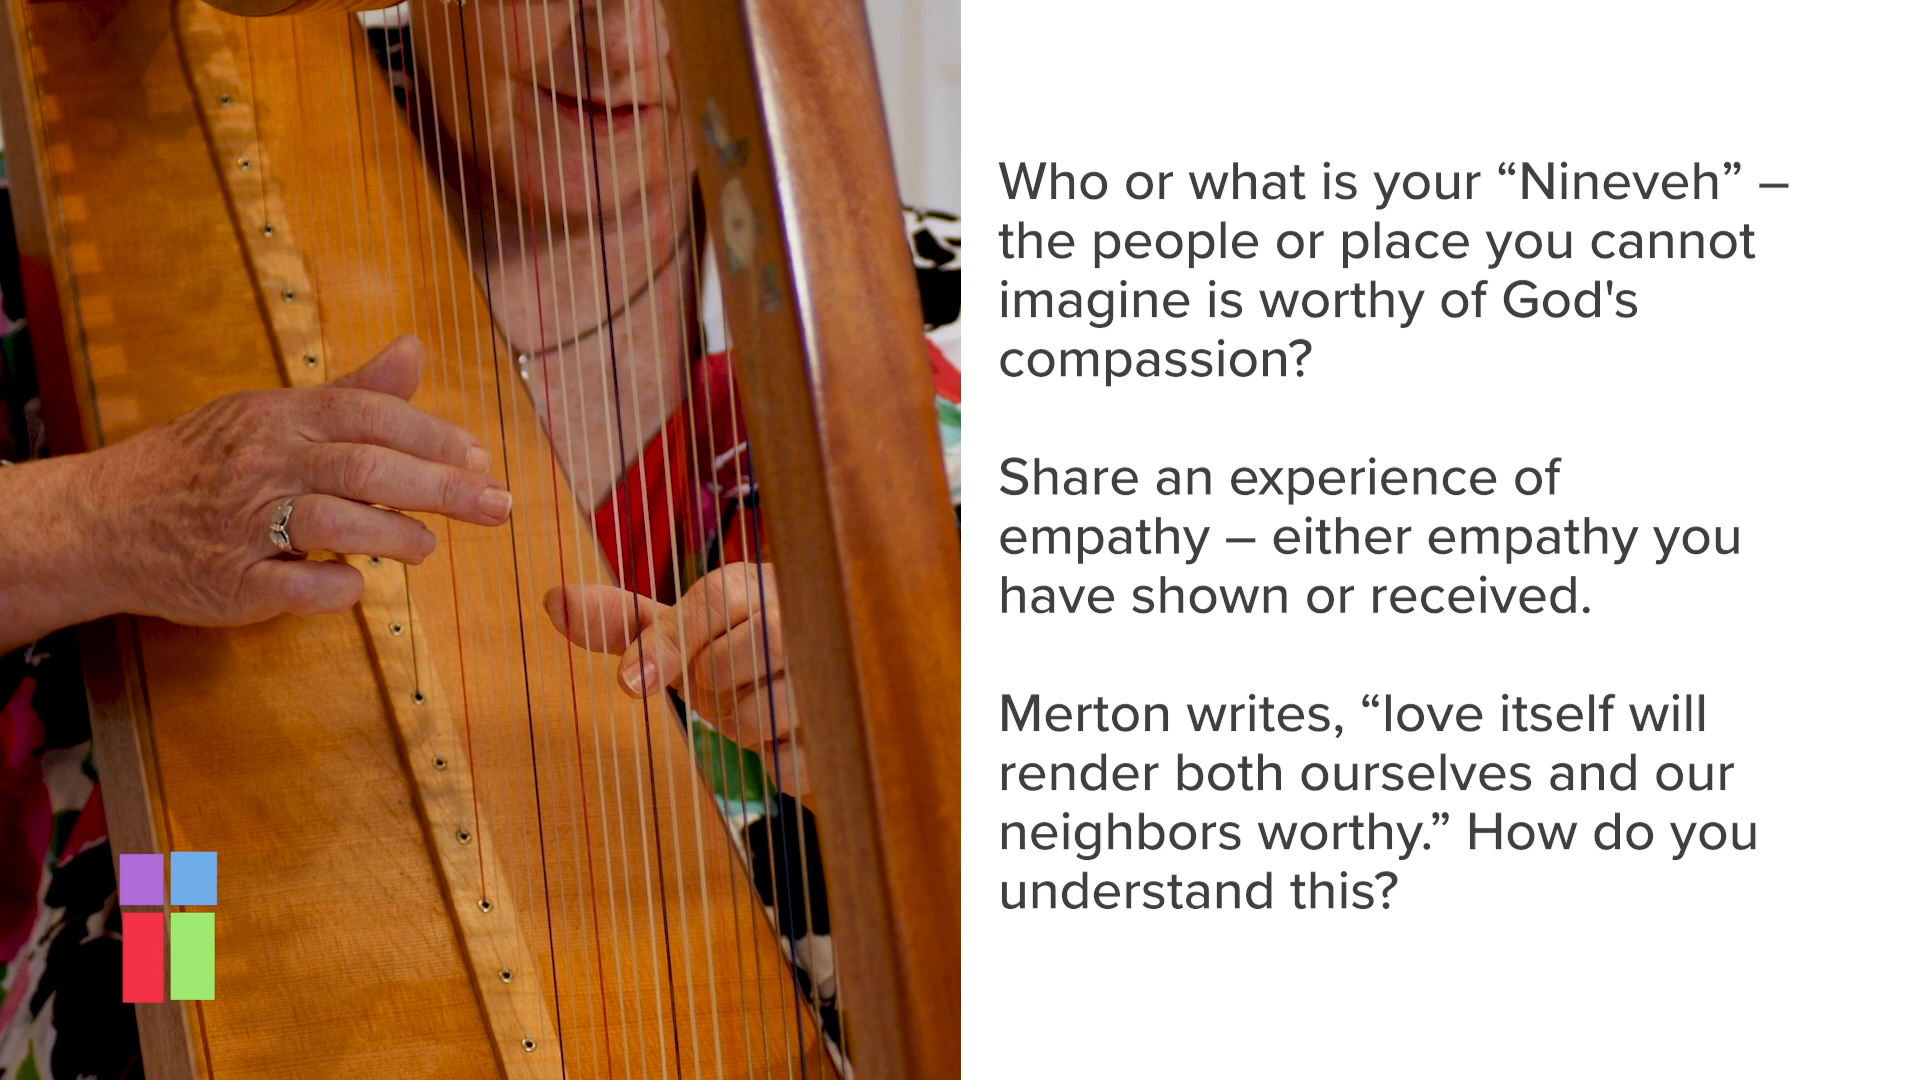 Who or what is your “Nineveh” –
the people or place you cannot
imagine is worthy of God's
compassion?
Share an experience of
empathy – either empathy you
have shown or received.
Merton writes, “love itself will
render both ourselves and our
neighbors worthy.” How do you
understand this?